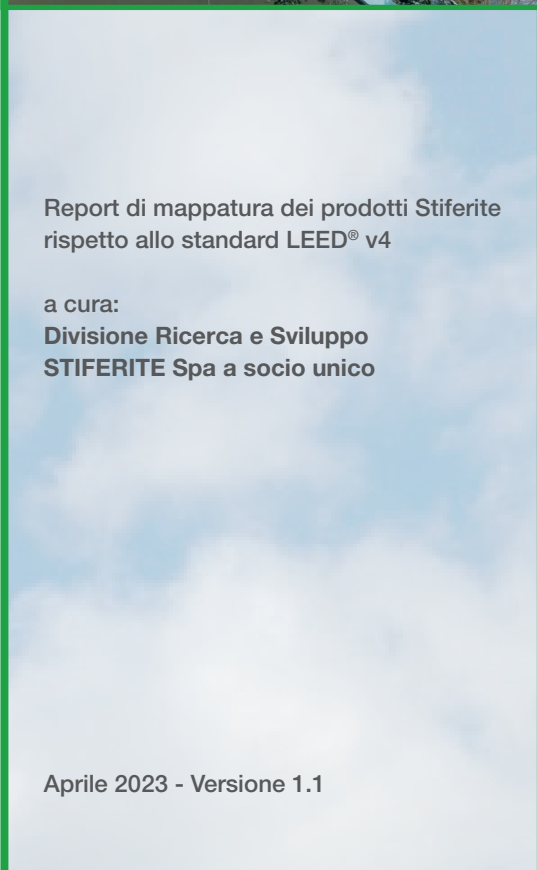 Report di mappatura dei prodotti Stiferite
rispetto allo standard LEED® v4
a cura:
Divisione Ricerca e Sviluppo
STIFERITE Spa a socio unico
Aprile 2023 - Versione 1.1